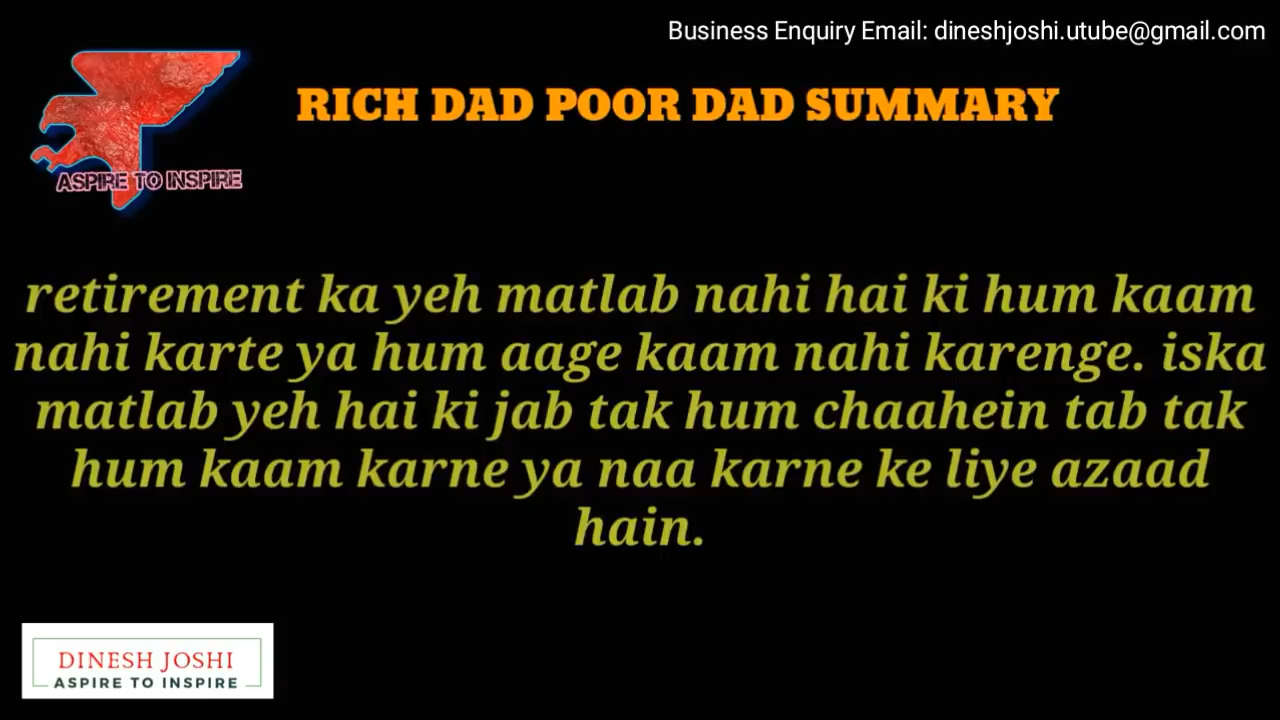 Business Enquiry Email: dineshjoshi.utube@gmail.com
RICH DAD POOR DAD SUMMARY
ASPIRE TO INSPIRE
retirement ka yeh matlab nahi hai ki hum kaam
nahi karte ya hum aage kaam nahi karenge. iska
matlab yeh hai ki jab tak hum chaahein tab tak
hum kaam karne ya naa karne ke liye azaad
hain.
DINESH JOSHI
ASPIRE TO INSPIRE